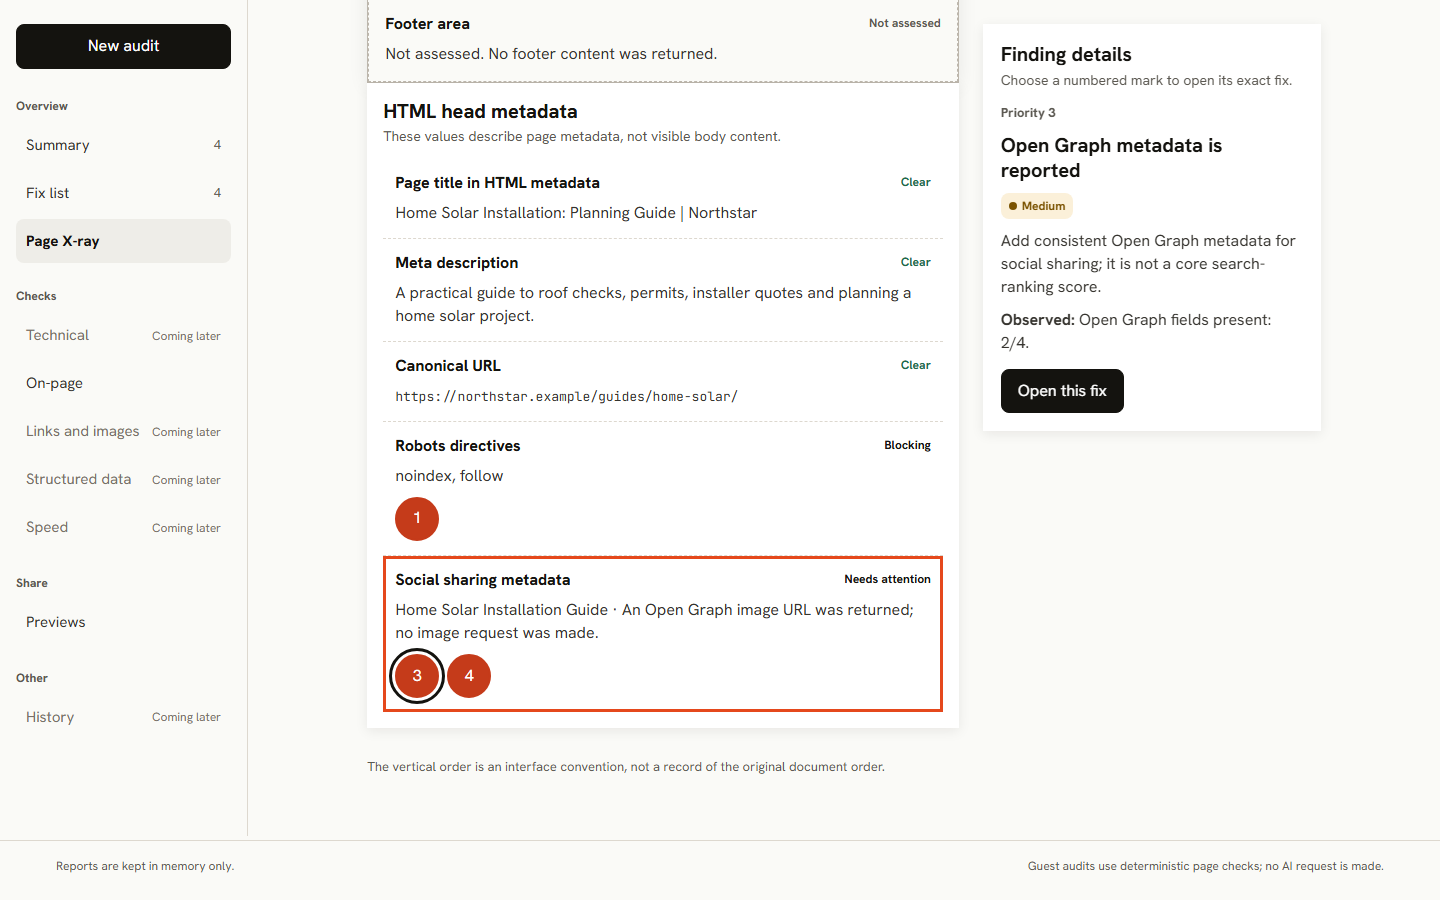 New audit
Overview
Summary 4
Fix list 4
Page X-ray
Checks
Technical Coming later
On-page
Links and images Coming later
Structured data Coming later
Speed Coming later
Share
Previews
Other
History Coming later
Footer area Not assessed
Not assessed. No footer content was returned.
HTML head metadata
These values describe page metadata, not visible body content.
Page title in HTML metadata Clear
Home Solar Installation: Planning Guide | Northstar
Meta description Clear
A practical guide to roof checks, permits, installer quotes and planning a
home solar project.
Canonical URL Clear
https://northstar.example/guides/home-solar/
Robots directives Blocking
noindex, follow
1
Social sharing metadata Needs attention
Home Solar Installation Guide · An Open Graph image URL was returned;
no image request was made.
3 4
The vertical order is an interface convention, not a record of the original document order.
Finding details
Choose a numbered mark to open its exact fix.
Priority 3
Open Graph metadata is
reported
Medium
Add consistent Open Graph metadata for
social sharing; it is not a core search-
ranking score.
Observed: Open Graph fields present:
2/4.
Open this fix
Reports are kept in memory only.
Guest audits use deterministic page checks; no AI request is made.